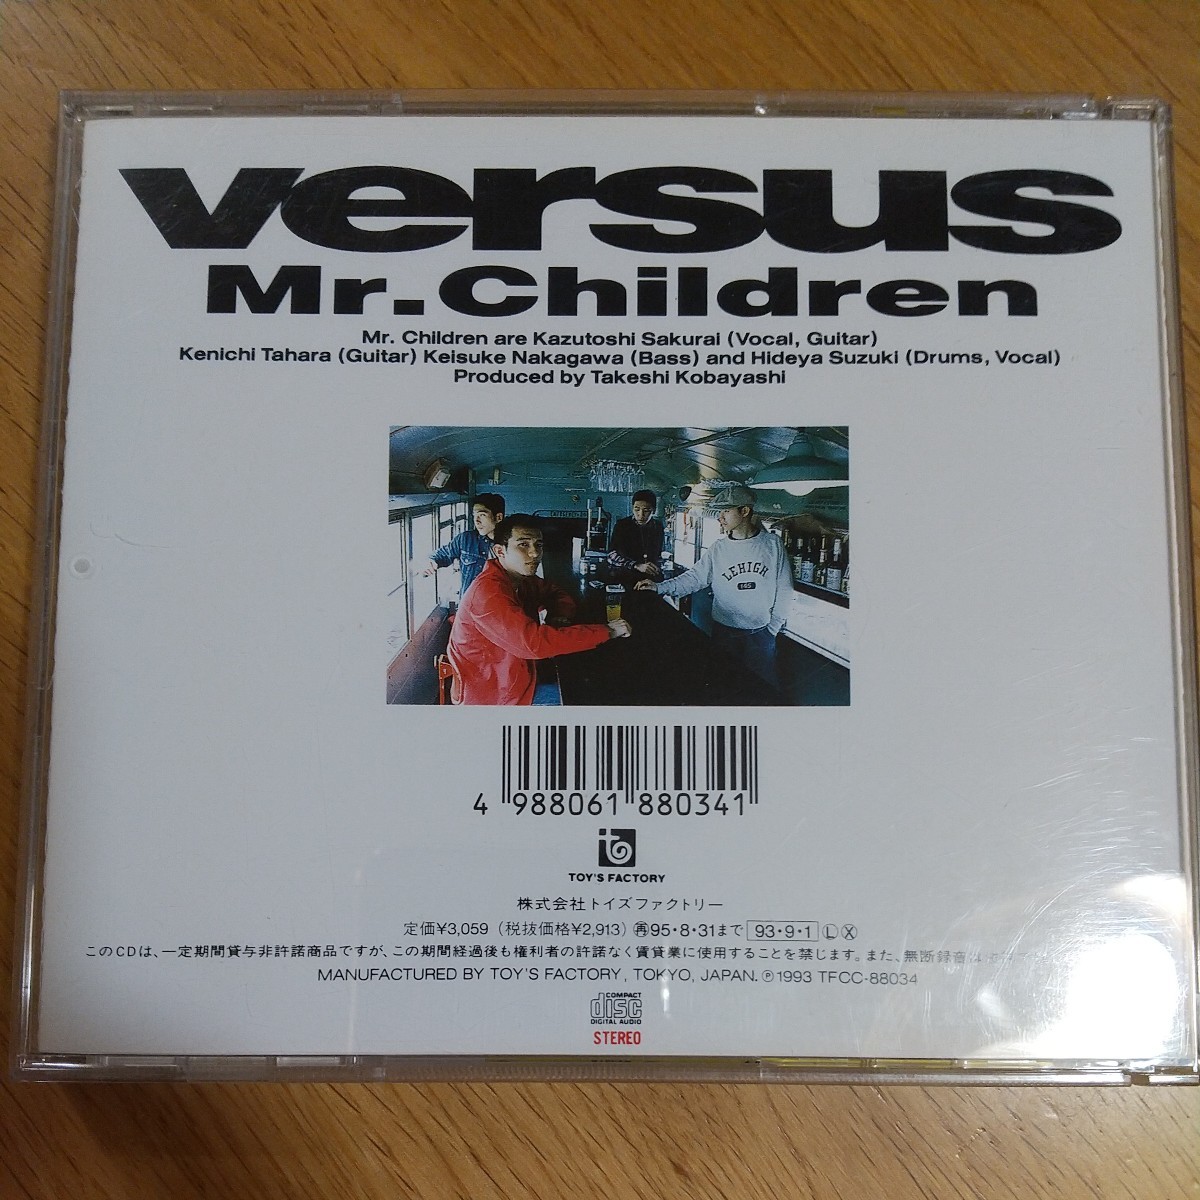 versus
Mr.Children
Mr. Children are Kazutoshi Sakurai (Vocal, Guitar)
Kenichi Tahara (Guitar) Keisuke Nakagawa (Bass) and Hideya Suzuki (Drums, Vocal)
Produced by Takeshi Kobayashi
LEHIGH
4 988061 880341
TOY'S FACTORY
株式会社トイズファクトリー
定価¥3,059(税抜価格¥2,913)㊢95・8・31まで 93・9・1 Ⓛ Ⓧ
このCDは、一定期間貸与非許諾商品ですが、この期間経過後も権利者の許諾なく賃貸業に使用することを禁じます。また、無断録音は
MANUFACTURED BY TOY'S FACTORY, TOKYO, JAPAN. ℗1993 TFCC-88034
COMPACT
disc
DIGITAL AUDIO
STEREO